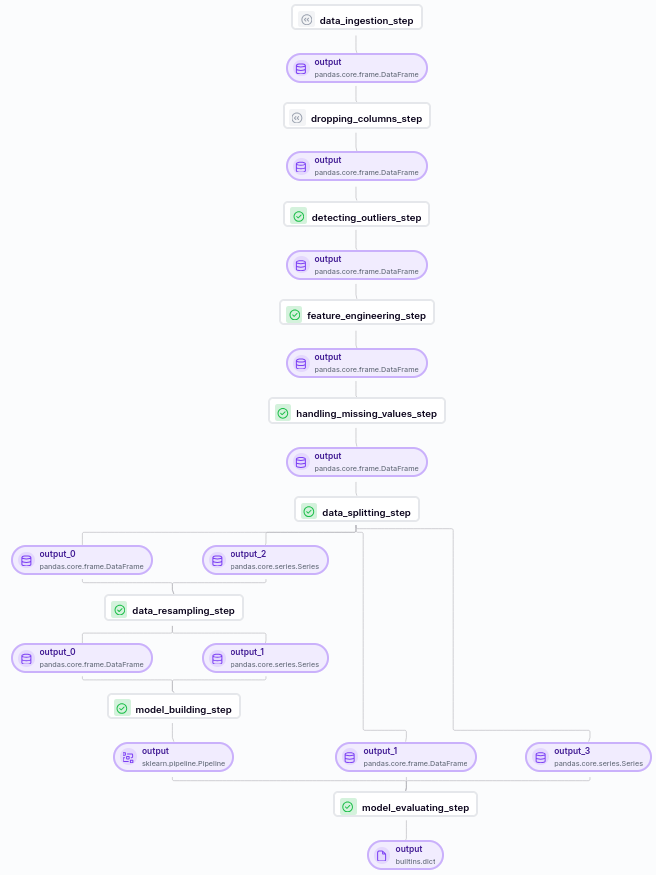 data_ingestion_step
output
pandas.core.frame.DataFrame
dropping_columns_step
output
pandas.core.frame.DataFrame
detecting_outliers_step
output
pandas.core.frame.DataFrame
feature_engineering_step
output
pandas.core.frame.DataFrame
handling_missing_values_step
output
pandas.core.frame.DataFrame
data_splitting_step
output_0
pandas.core.frame.DataFrame
output_2
pandas.core.series.Series
data_resampling_step
output_0
pandas.core.frame.DataFrame
output_1
pandas.core.series.Series
model_building_step
output
sklearn.pipeline.Pipeline
output_1
pandas.core.frame.DataFrame
output_3
pandas.core.series.Series
model_evaluating_step
output
builtins.dict